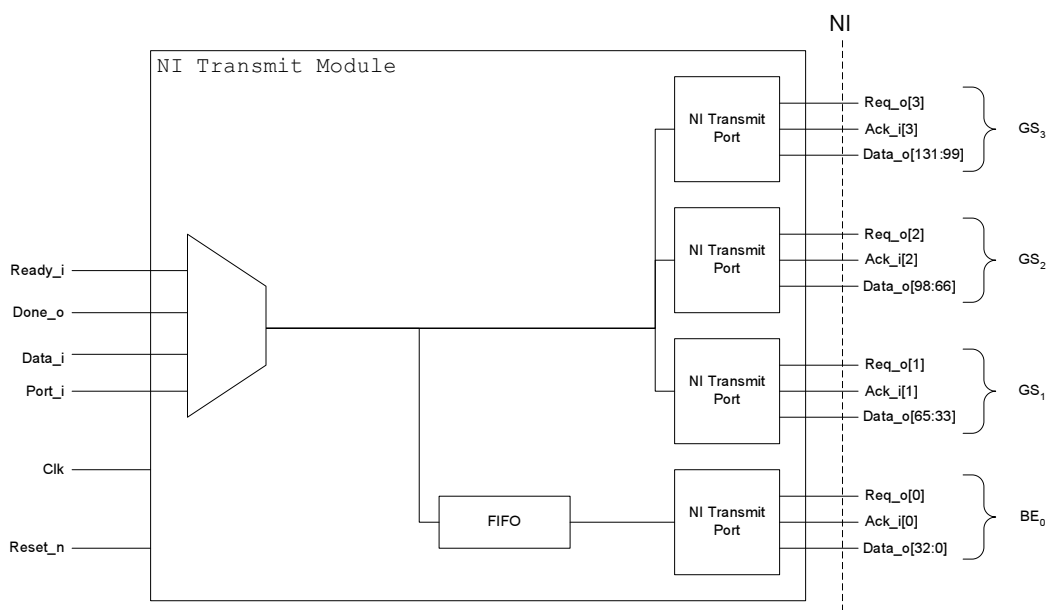 NI
NI Transmit Module
NI Transmit
Port
Req_o[3]
Ack_i[3]
Data_o[131:99]
GS3
NI Transmit
Port
Req_o[2]
Ack_i[2]
Data_o[98:66]
GS2
Ready_i
Done_o
Data_i
Port_i
NI Transmit
Port
Req_o[1]
Ack_i[1]
Data_o[65:33]
GS1
Clk
Reset_n
FIFO
NI Transmit
Port
Req_o[0]
Ack_i[0]
Data_o[32:0]
BE0